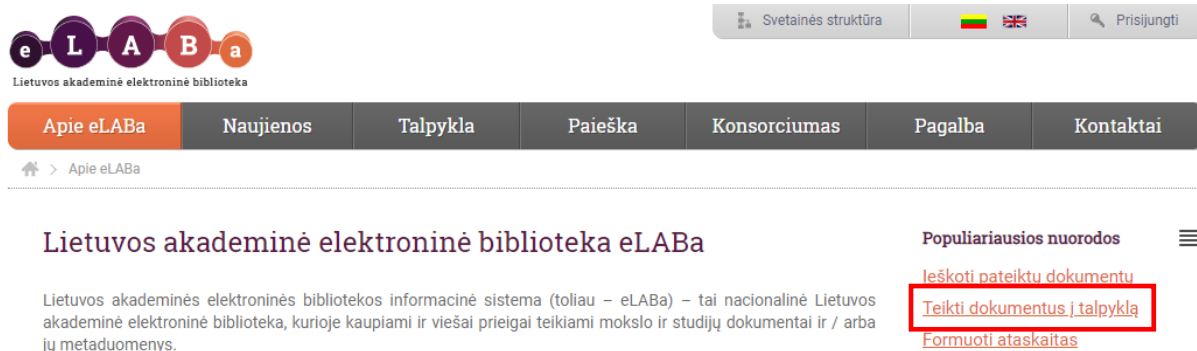 Svetainės struktūra
Prisijungti
eLABa
Lietuvos akademinė elektroninė biblioteka
Apie eLABa Naujienos Talpykla Paieška Konsorciumas Pagalba Kontaktai
> Apie eLABa
Lietuvos akademinė elektroninė biblioteka eLABa
Lietuvos akademinės elektroninės bibliotekos informacinė sistema (toliau – eLABa) – tai nacionalinė Lietuvos
akademinė elektroninė biblioteka, kurioje kaupiami ir viešai prieigai teikiami mokslo ir studijų dokumentai ir / arba
jų metaduomenys.
Populiariausios nuorodos
Ieškoti pateiktų dokumentų
Teikti dokumentus į talpyklą
Formuoti ataskaitas